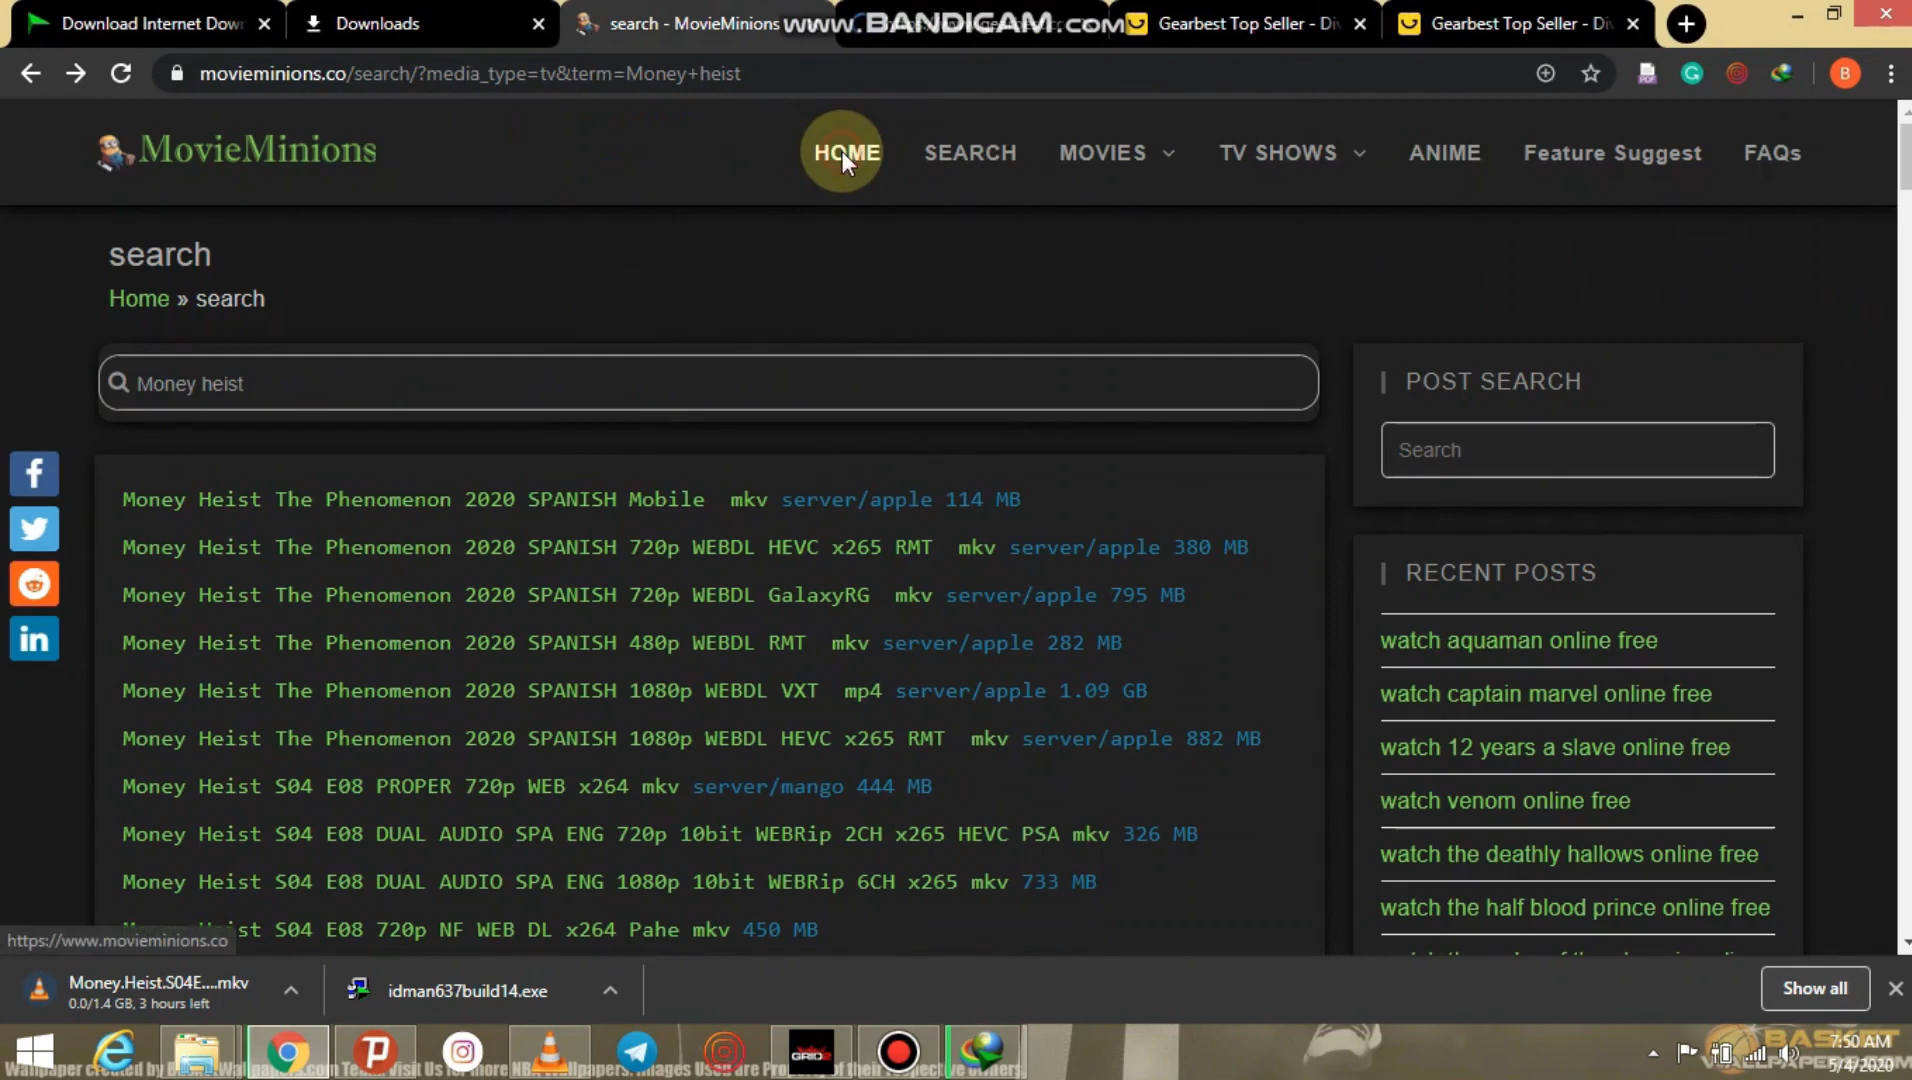 Download Internet Down
Downloads
search - MovieMinions
www.BANDICAM.com
Gearbest Top Seller - Di
Gearbest Top Seller - Di
movieminions.co/search/?media_type=tv&term=Money+heist
B
MovieMinions
HOME
SEARCH
MOVIES
TV SHOWS
ANIME
Feature Suggest
FAQs
search
Home » search
Money heist
POST SEARCH
Search
Money Heist The Phenomenon 2020 SPANISH Mobile mkv server/apple 114 MB
Money Heist The Phenomenon 2020 SPANISH 720p WEBDL HEVC x265 RMT mkv server/apple 380 MB
Money Heist The Phenomenon 2020 SPANISH 720p WEBDL GalaxyRG mkv server/apple 795 MB
Money Heist The Phenomenon 2020 SPANISH 480p WEBDL RMT mkv server/apple 282 MB
Money Heist The Phenomenon 2020 SPANISH 1080p WEBDL VXT mp4 server/apple 1.09 GB
Money Heist The Phenomenon 2020 SPANISH 1080p WEBDL HEVC x265 RMT mkv server/apple 882 MB
Money Heist S04 E08 PROPER 720p WEB x264 mkv server/mango 444 MB
Money Heist S04 E08 DUAL AUDIO SPA ENG 720p 10bit WEBRip 2CH x265 HEVC PSA mkv 326 MB
Money Heist S04 E08 DUAL AUDIO SPA ENG 1080p 10bit WEBRip 6CH x265 mkv 733 MB
Heist S04 E08 720p NF WEB DL x264 Pahe mkv 450 MB
RECENT POSTS
watch aquaman online free
watch captain marvel online free
watch 12 years a slave online free
watch venom online free
watch the deathly hallows online free
watch the half blood prince online free
https://www.movieminions.co
Money.Heist.S04E....mkv
0.0/1.4 GB, 3 hours left
idman637build14.exe
Show all
GRID2
BASKET
WALLPAPERS.COM
7:50 AM
5/4/2020